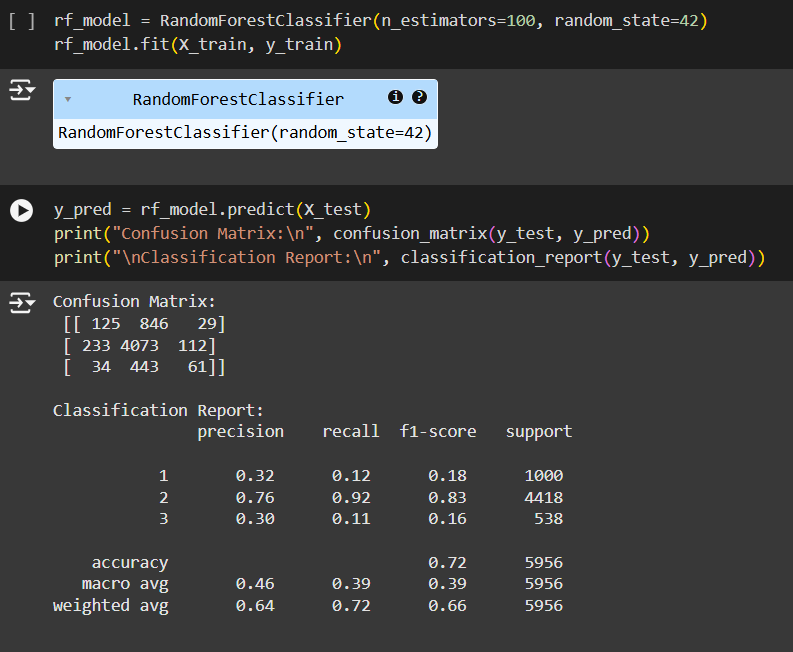 [ ] rf_model = RandomForestClassifier(n_estimators=100, random_state=42)
rf_model.fit(X_train, y_train)
RandomForestClassifier i ?
RandomForestClassifier(random_state=42)
y_pred = rf_model.predict(X_test)
print("Confusion Matrix:\n", confusion_matrix(y_test, y_pred))
print("\nClassification Report:\n", classification_report(y_test, y_pred))
Confusion Matrix:
[[ 125  846   29]
[ 233 4073  112]
[  34  443   61]]
Classification Report:
precision    recall  f1-score   support
1       0.32      0.12      0.18      1000
2       0.76      0.92      0.83      4418
3       0.30      0.11      0.16       538
accuracy                           0.72      5956
macro avg       0.46      0.39      0.39      5956
weighted avg       0.64      0.72      0.66      5956